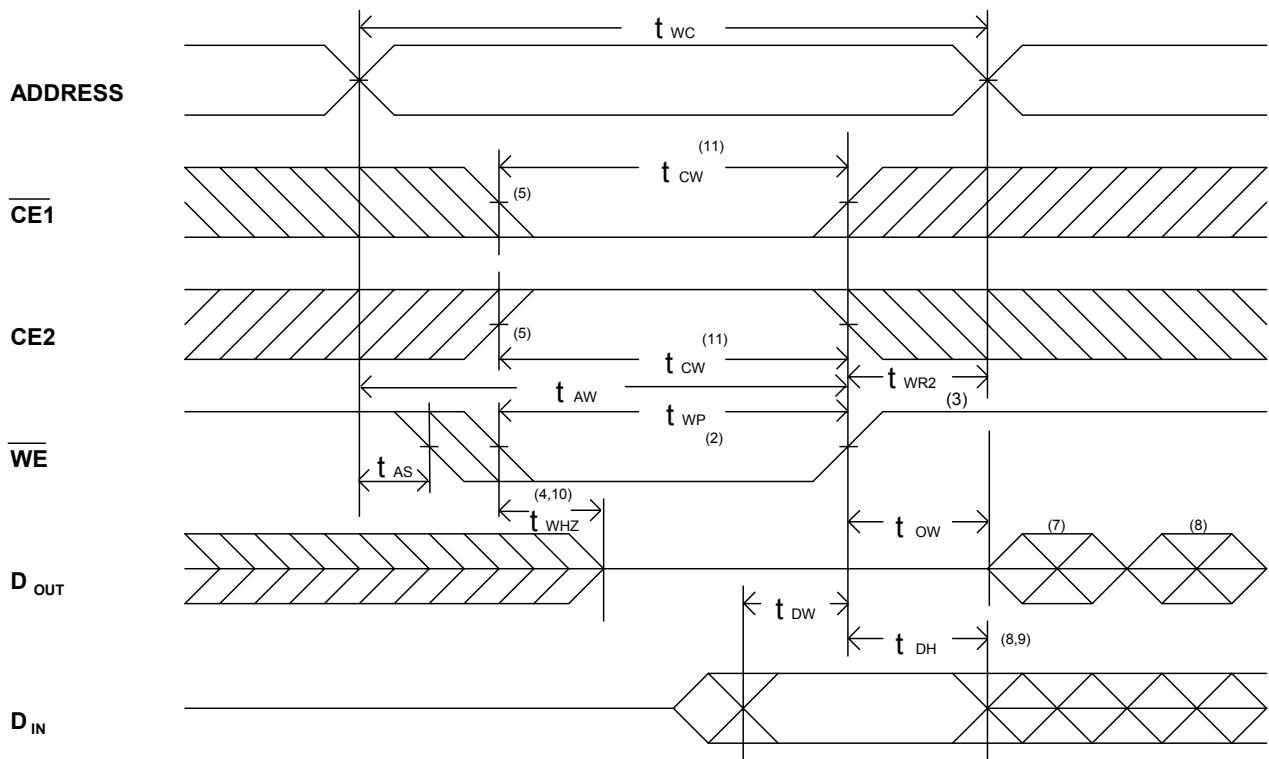 t WC
ADDRESS
(11)
t CW
(5)
CE1
CE2
(5)
(11)
t CW
t WR2
t AW
(3)
t WP
(2)
WE
t AS
(4,10)
t WHZ
t OW
(7)
(8)
D OUT
t DW
t DH
(8,9)
D IN